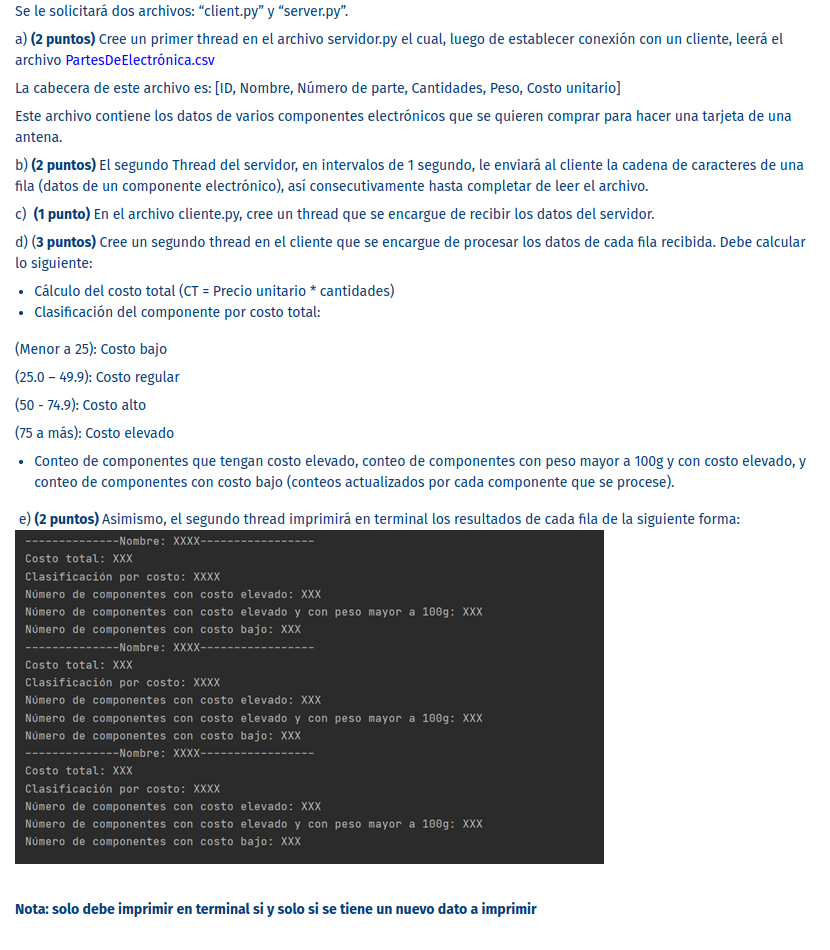 Se le solicitará dos archivos: “client.py” y “server.py”.
a) (2 puntos) Cree un primer thread en el archivo servidor.py el cual, luego de establecer conexión con un cliente, leerá el
archivo PartesDeElectrónica.csv
La cabecera de este archivo es: [ID, Nombre, Número de parte, Cantidades, Peso, Costo unitario]
Este archivo contiene los datos de varios componentes electrónicos que se quieren comprar para hacer una tarjeta de una
antena.
b) (2 puntos) El segundo Thread del servidor, en intervalos de 1 segundo, le enviará al cliente la cadena de caracteres de una
fila (datos de un componente electrónico), así consecutivamente hasta completar de leer el archivo.
c) (1 punto) En el archivo cliente.py, cree un thread que se encargue de recibir los datos del servidor.
d) (3 puntos) Cree un segundo thread en el cliente que se encargue de procesar los datos de cada fila recibida. Debe calcular
lo siguiente:
• Cálculo del costo total (CT = Precio unitario * cantidades)
• Clasificación del componente por costo total:
(Menor a 25): Costo bajo
(25.0 – 49.9): Costo regular
(50 - 74.9): Costo alto
(75 a más): Costo elevado
• Conteo de componentes que tengan costo elevado, conteo de componentes con peso mayor a 100g y con costo elevado, y
conteo de componentes con costo bajo (conteos actualizados por cada componente que se procese).
e) (2 puntos) Asimismo, el segundo thread imprimirá en terminal los resultados de cada fila de la siguiente forma:
--------------Nombre: XXXX-----------------
Costo total: XXX
Clasificación por costo: XXXX
Número de componentes con costo elevado: XXX
Número de componentes con costo elevado y con peso mayor a 100g: XXX
Número de componentes con costo bajo: XXX
--------------Nombre: XXXX-----------------
Costo total: XXX
Clasificación por costo: XXXX
Número de componentes con costo elevado: XXX
Número de componentes con costo elevado y con peso mayor a 100g: XXX
Número de componentes con costo bajo: XXX
--------------Nombre: XXXX-----------------
Costo total: XXX
Clasificación por costo: XXXX
Número de componentes con costo elevado: XXX
Número de componentes con costo elevado y con peso mayor a 100g: XXX
Número de componentes con costo bajo: XXX
Nota: solo debe imprimir en terminal si y solo si se tiene un nuevo dato a imprimir